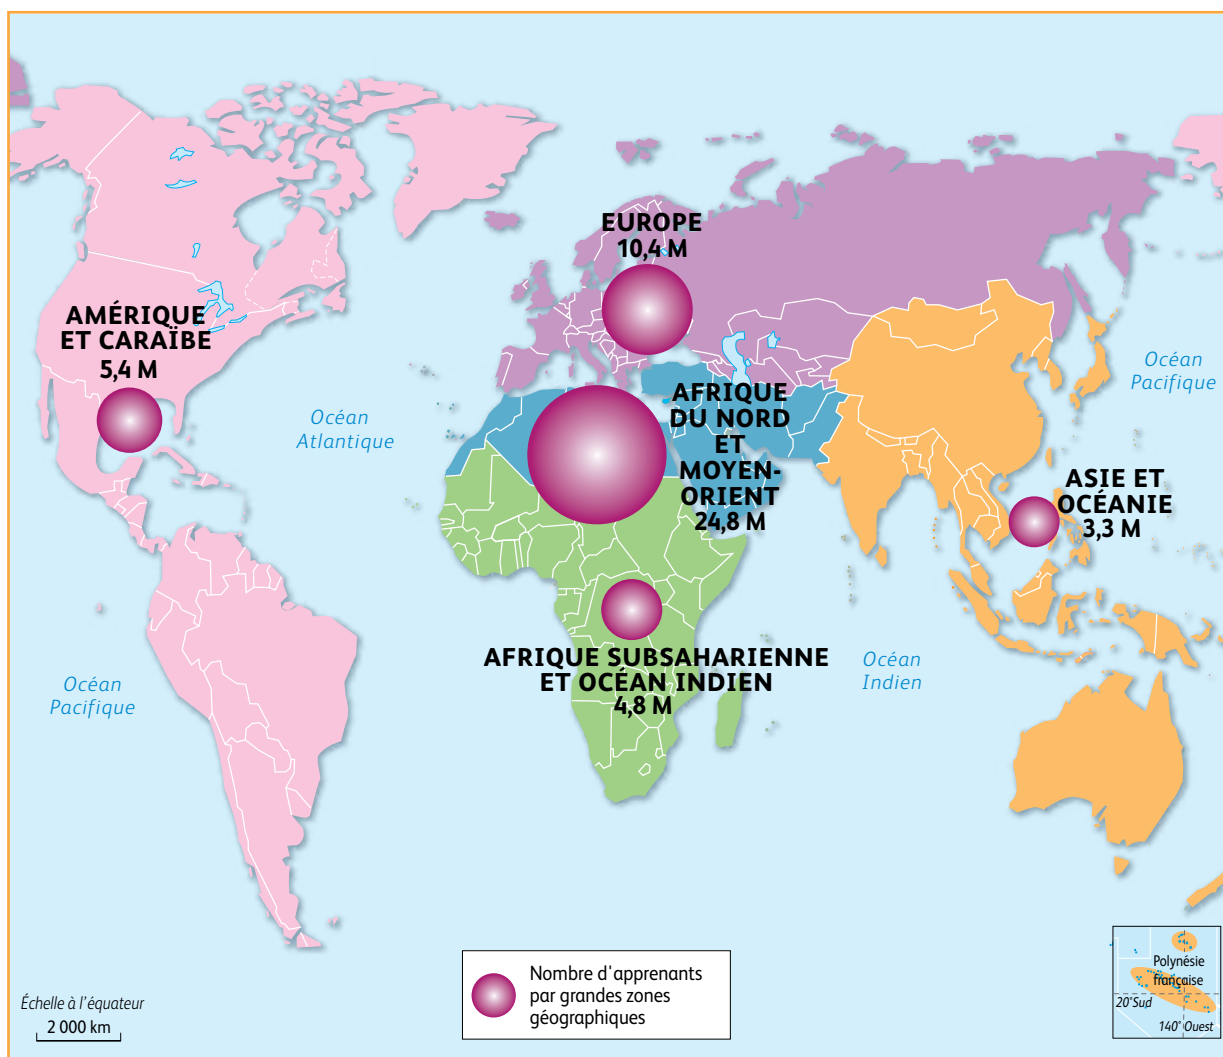 EUROPE
10,4 M
AMÉRIQUE
ET CARAÏBE
5,4 M
Océan
Pacifique
Océan
Atlantique
AFRIQUE
DU NORD
ET
MOYEN-
ORIENT
24,8 M
ASIE ET
OCÉANIE
3,3 M
AFRIQUE SUBSAHARIENNE
ET OCÉAN INDIEN
4,8 M
Océan
Indien
Océan
Pacifique
Nombre d'apprenants
par grandes zones
géographiques
Polynésie
française
20°Sud
140° Ouest
Échelle à l'équateur
2 000 km